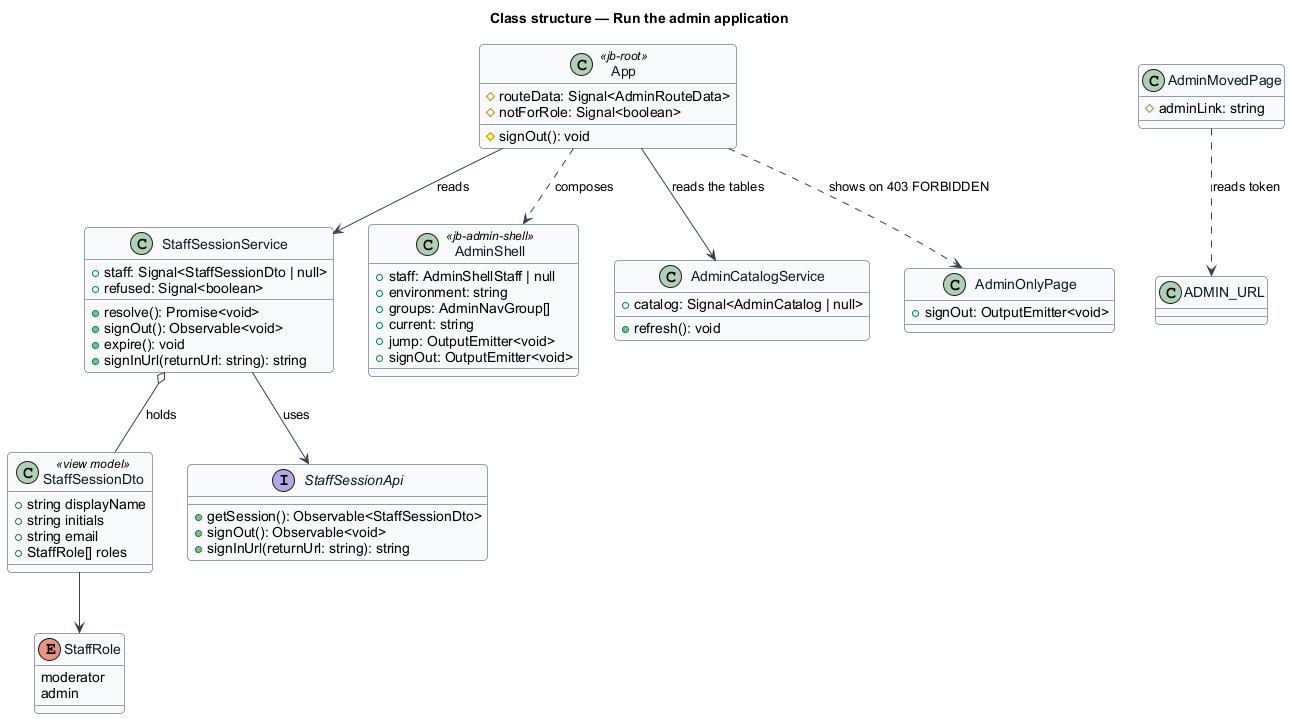 Class structure — Run the admin application
C
«jb-root»
App
routeData: Signal<AdminRouteData>
notForRole: Signal<boolean>
signOut(): void
C
AdminMovedPage
adminLink: string
reads
composes
reads the tables
shows on 403 FORBIDDEN
reads token
C
StaffSessionService
staff: Signal<StaffSessionDto | null>
refused: Signal<boolean>
resolve(): Promise<void>
signOut(): Observable<void>
expire(): void
signInUrl(returnUrl: string): string
C
«jb-admin-shell»
AdminShell
staff: AdminShellStaff | null
environment: string
groups: AdminNavGroup[]
current: string
jump: OutputEmitter<void>
signOut: OutputEmitter<void>
C
AdminCatalogService
catalog: Signal<AdminCatalog | null>
refresh(): void
C
AdminOnlyPage
signOut: OutputEmitter<void>
C
ADMIN_URL
holds
uses
C
«view model»
StaffSessionDto
string displayName
string initials
string email
StaffRole[] roles
I
StaffSessionApi
getSession(): Observable<StaffSessionDto>
signOut(): Observable<void>
signInUrl(returnUrl: string): string
E
StaffRole
moderator
admin